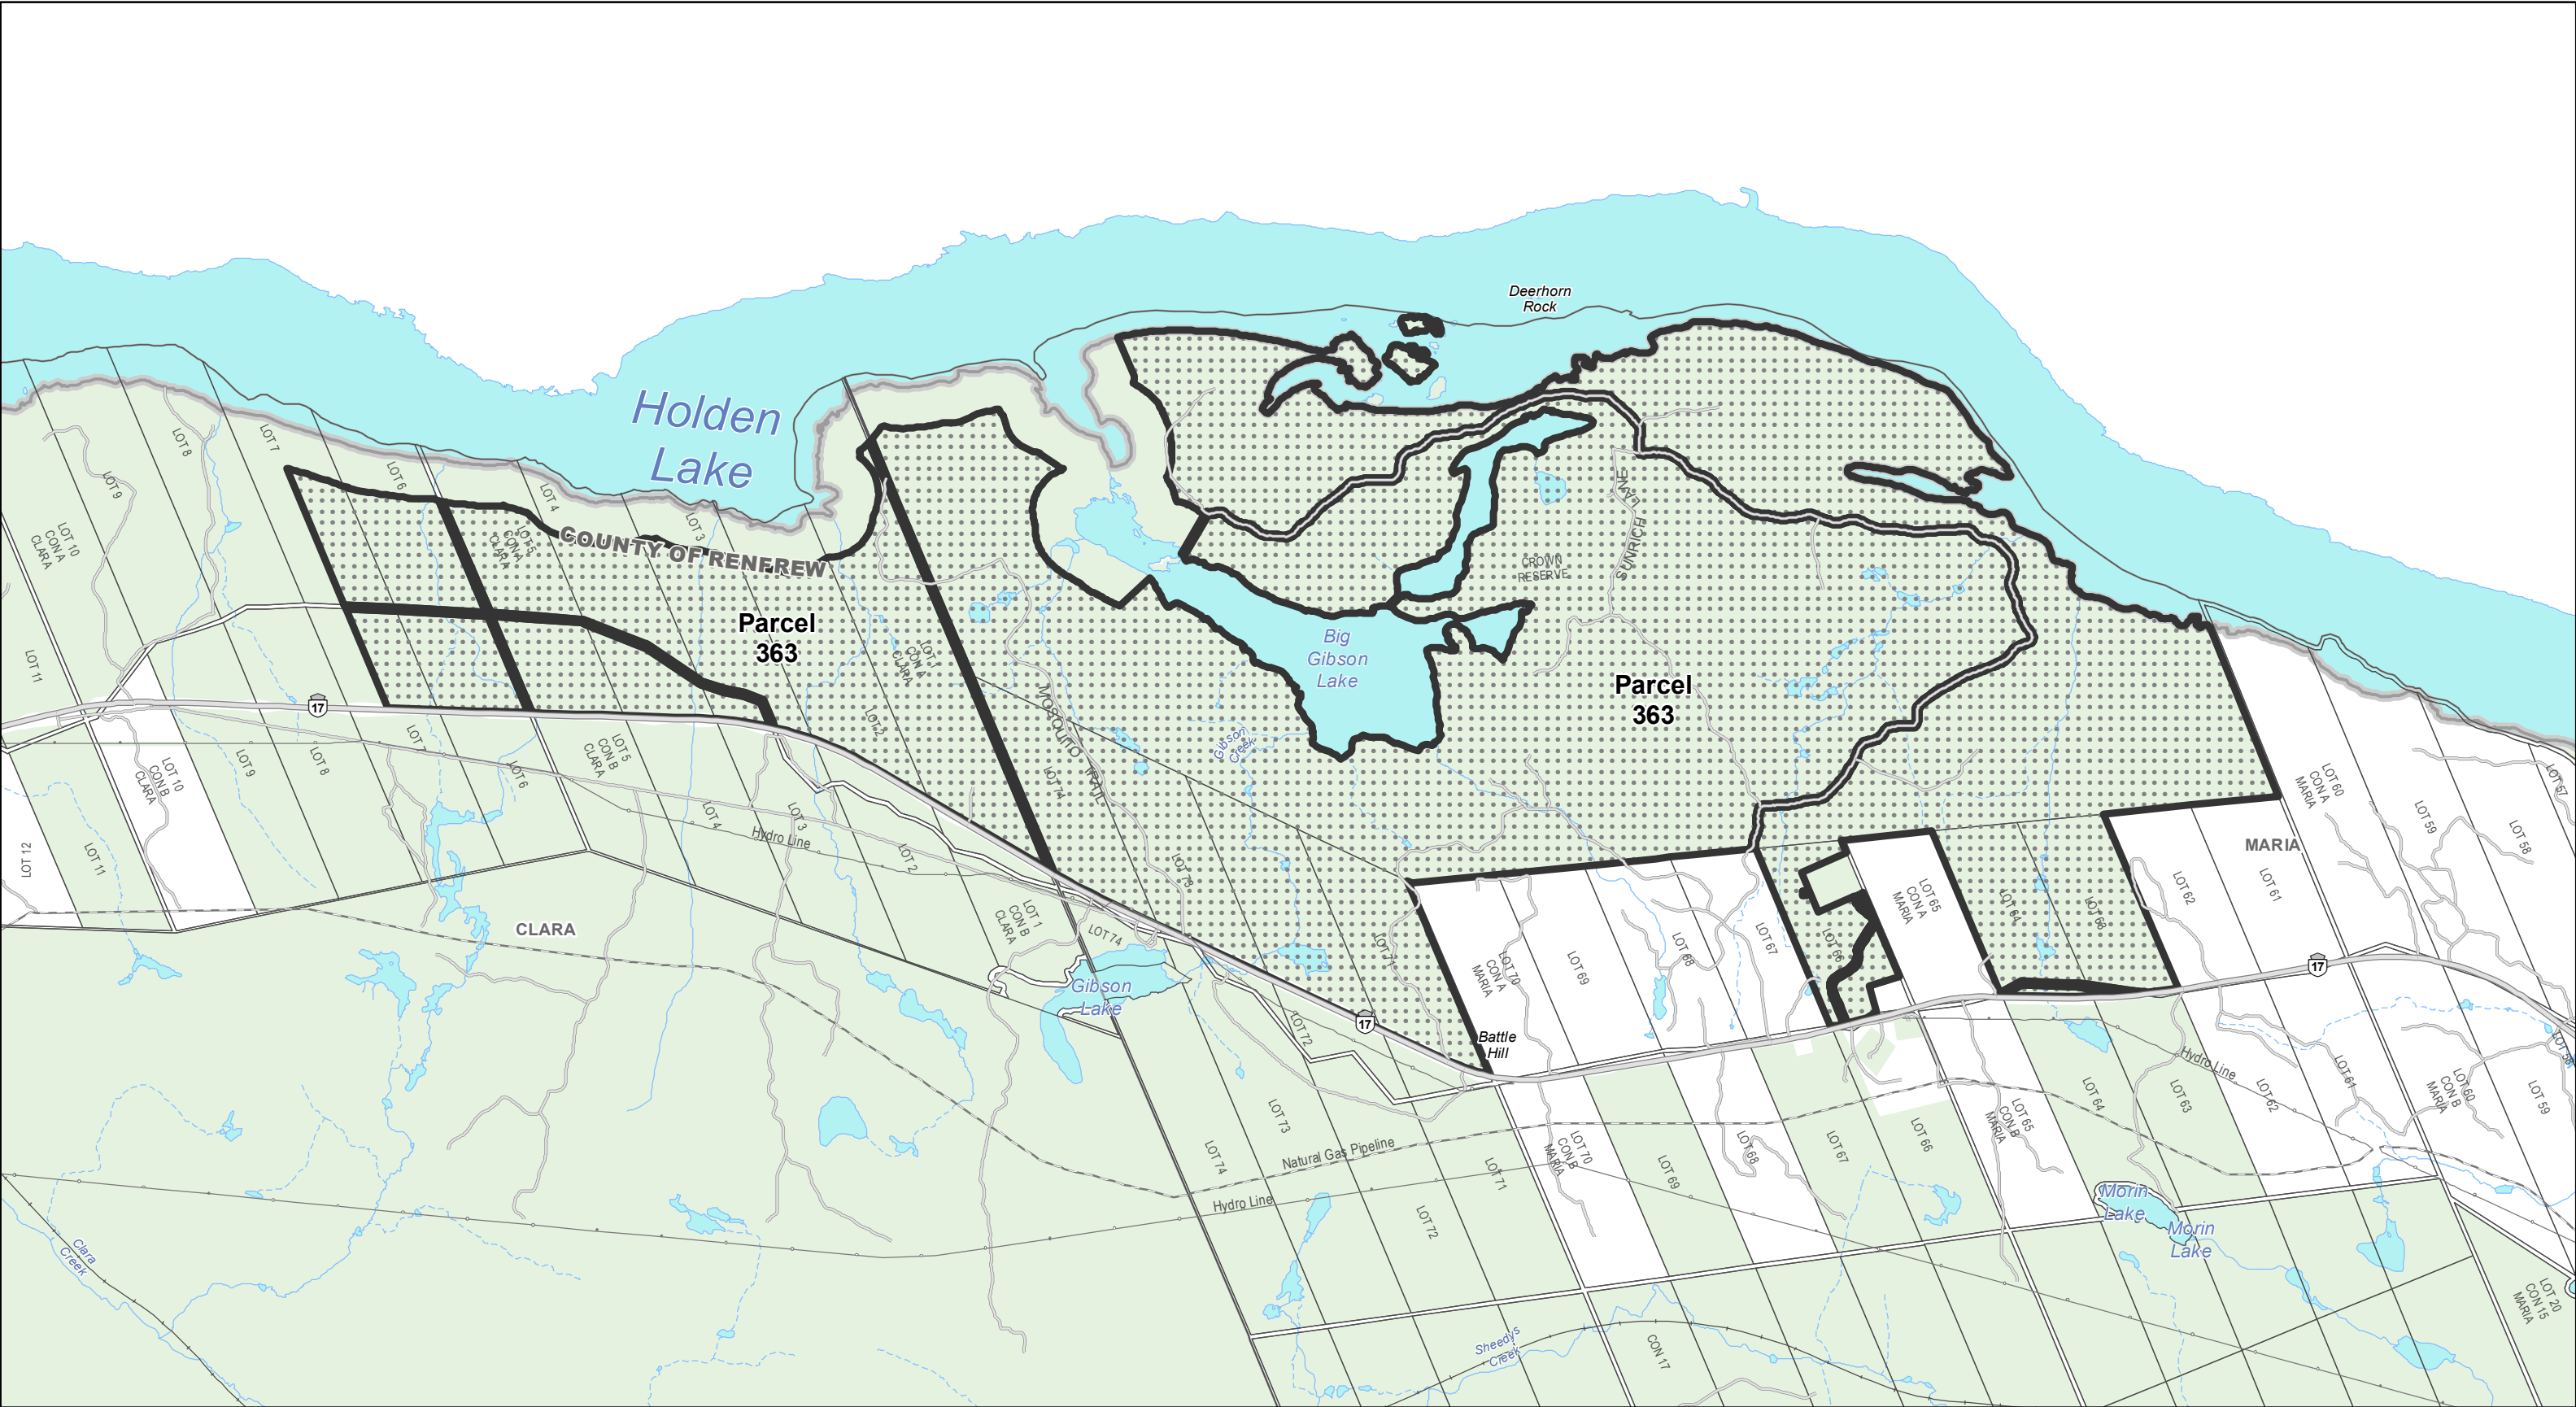 Deerhorn
Rock
Holden
Lake
LOT 7
LOT 8
LOT 9
LOT 6
LOT 4
LOT 3
LOT 10
CON A
CLARA
LOT 5
CON A
CLARA
COUNTY OF RENFREW
LOT 11
Parcel
363
LOT 1
CON A
CLARA
LOT 2
SUNRICH LANE
CROWN
RESERVE
Big
Gibson
Lake
Parcel
363
MOSQUITO TRAIL
Gibson
Creek
17
LOT 10
CON B
CLARA
LOT 9
LOT 8
LOT 7
LOT 6
LOT 5
CON B
CLARA
LOT 4
LOT 3
LOT 2
Hydro Line
LOT 74
LOT 73
LOT 60
CON A
MARIA
LOT 59
LOT 58
LOT 57
MARIA
LOT 12
LOT 11
CLARA
LOT 1
CON B
CLARA
LOT 74
Gibson
Lake
LOT 71
LOT 70
CON A
MARIA
LOT 69
LOT 68
LOT 67
LOT 66
LOT 65
CON A
MARIA
LOT 64
LOT 63
LOT 62
LOT 61
17
17
Battle
Hill
LOT 72
Hydro Line
LOT 74
LOT 73
LOT 72
LOT 71
Natural Gas Pipeline
Hydro Line
LOT 70
CON B
MARIA
LOT 69
LOT 68
LOT 67
LOT 66
LOT 65
CON B
MARIA
LOT 64
LOT 63
LOT 62
LOT 61
LOT 60
CON B
MARIA
LOT 59
LOT 58
Morin
Lake
Morin
Lake
Clara
Creek
Sheedys
Creek
CON 17
LOT 20
CON 15
MARIA